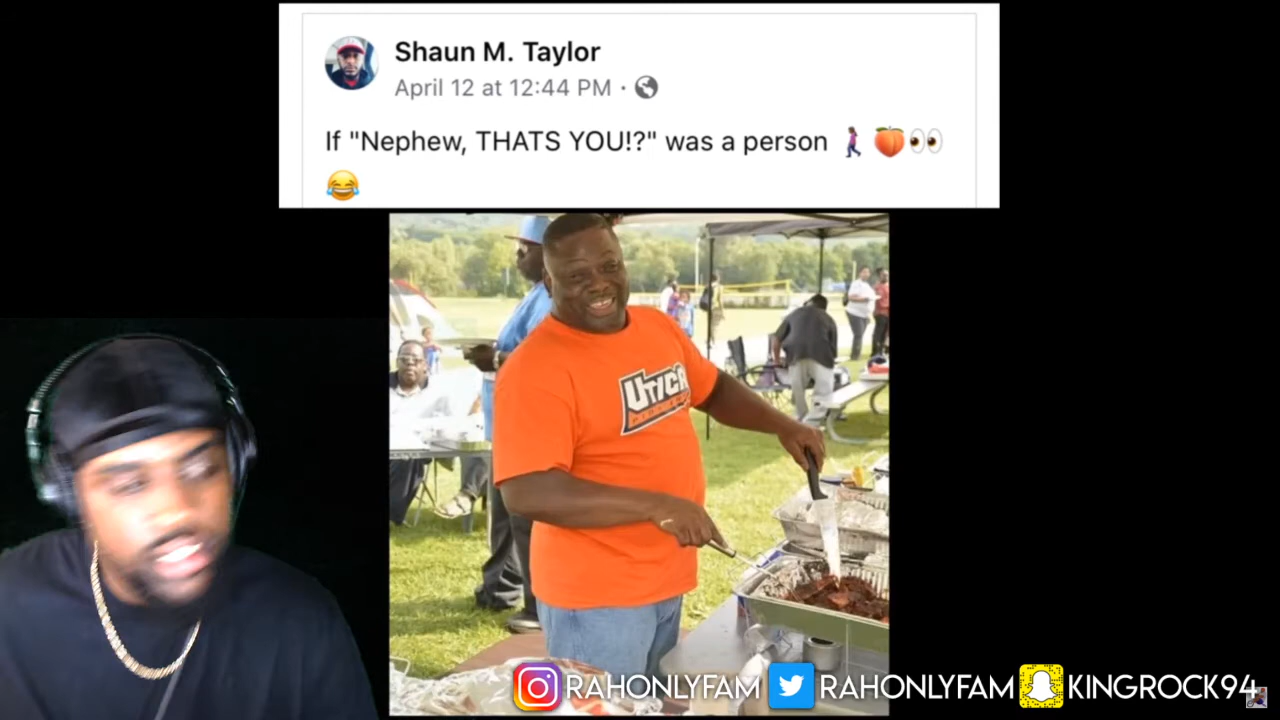 Shaun M. Taylor
April 12 at 12:44 PM ·
If "Nephew, THATS YOU!?" was a person 🚶🏾‍♀️🍑👀
😂
UTICA
RAHONLYFAM RAHONLYFAM KINGROCK94